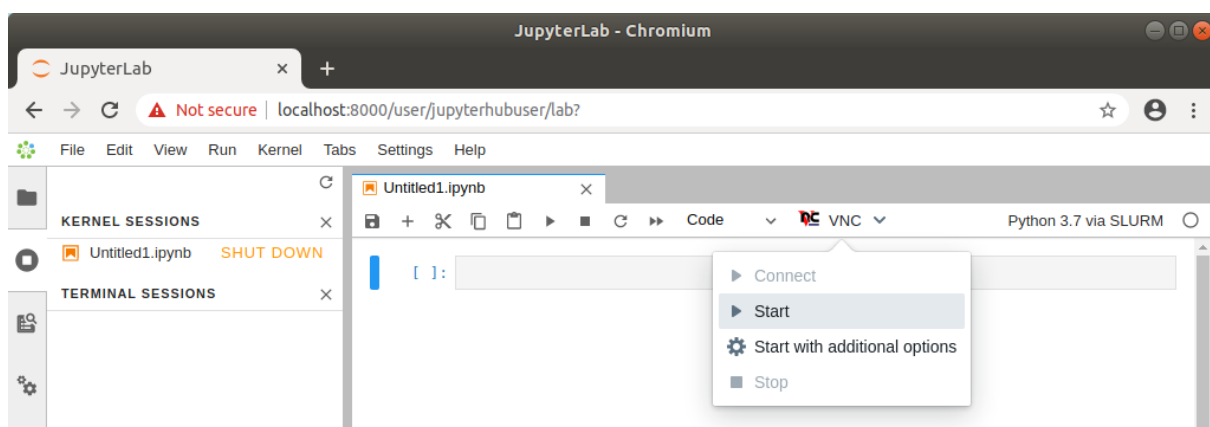 JupyterLab - Chromium
JupyterLab
Not secure | localhost:8000/user/jupyterhubuser/lab?
File Edit View Run Kernel Tabs Settings Help
Untitled1.ipynb
KERNEL SESSIONS
Code VNC Python 3.7 via SLURM
Untitled1.ipynb SHUT DOWN
[ ]:
TERMINAL SESSIONS
Connect
Start
Start with additional options
Stop